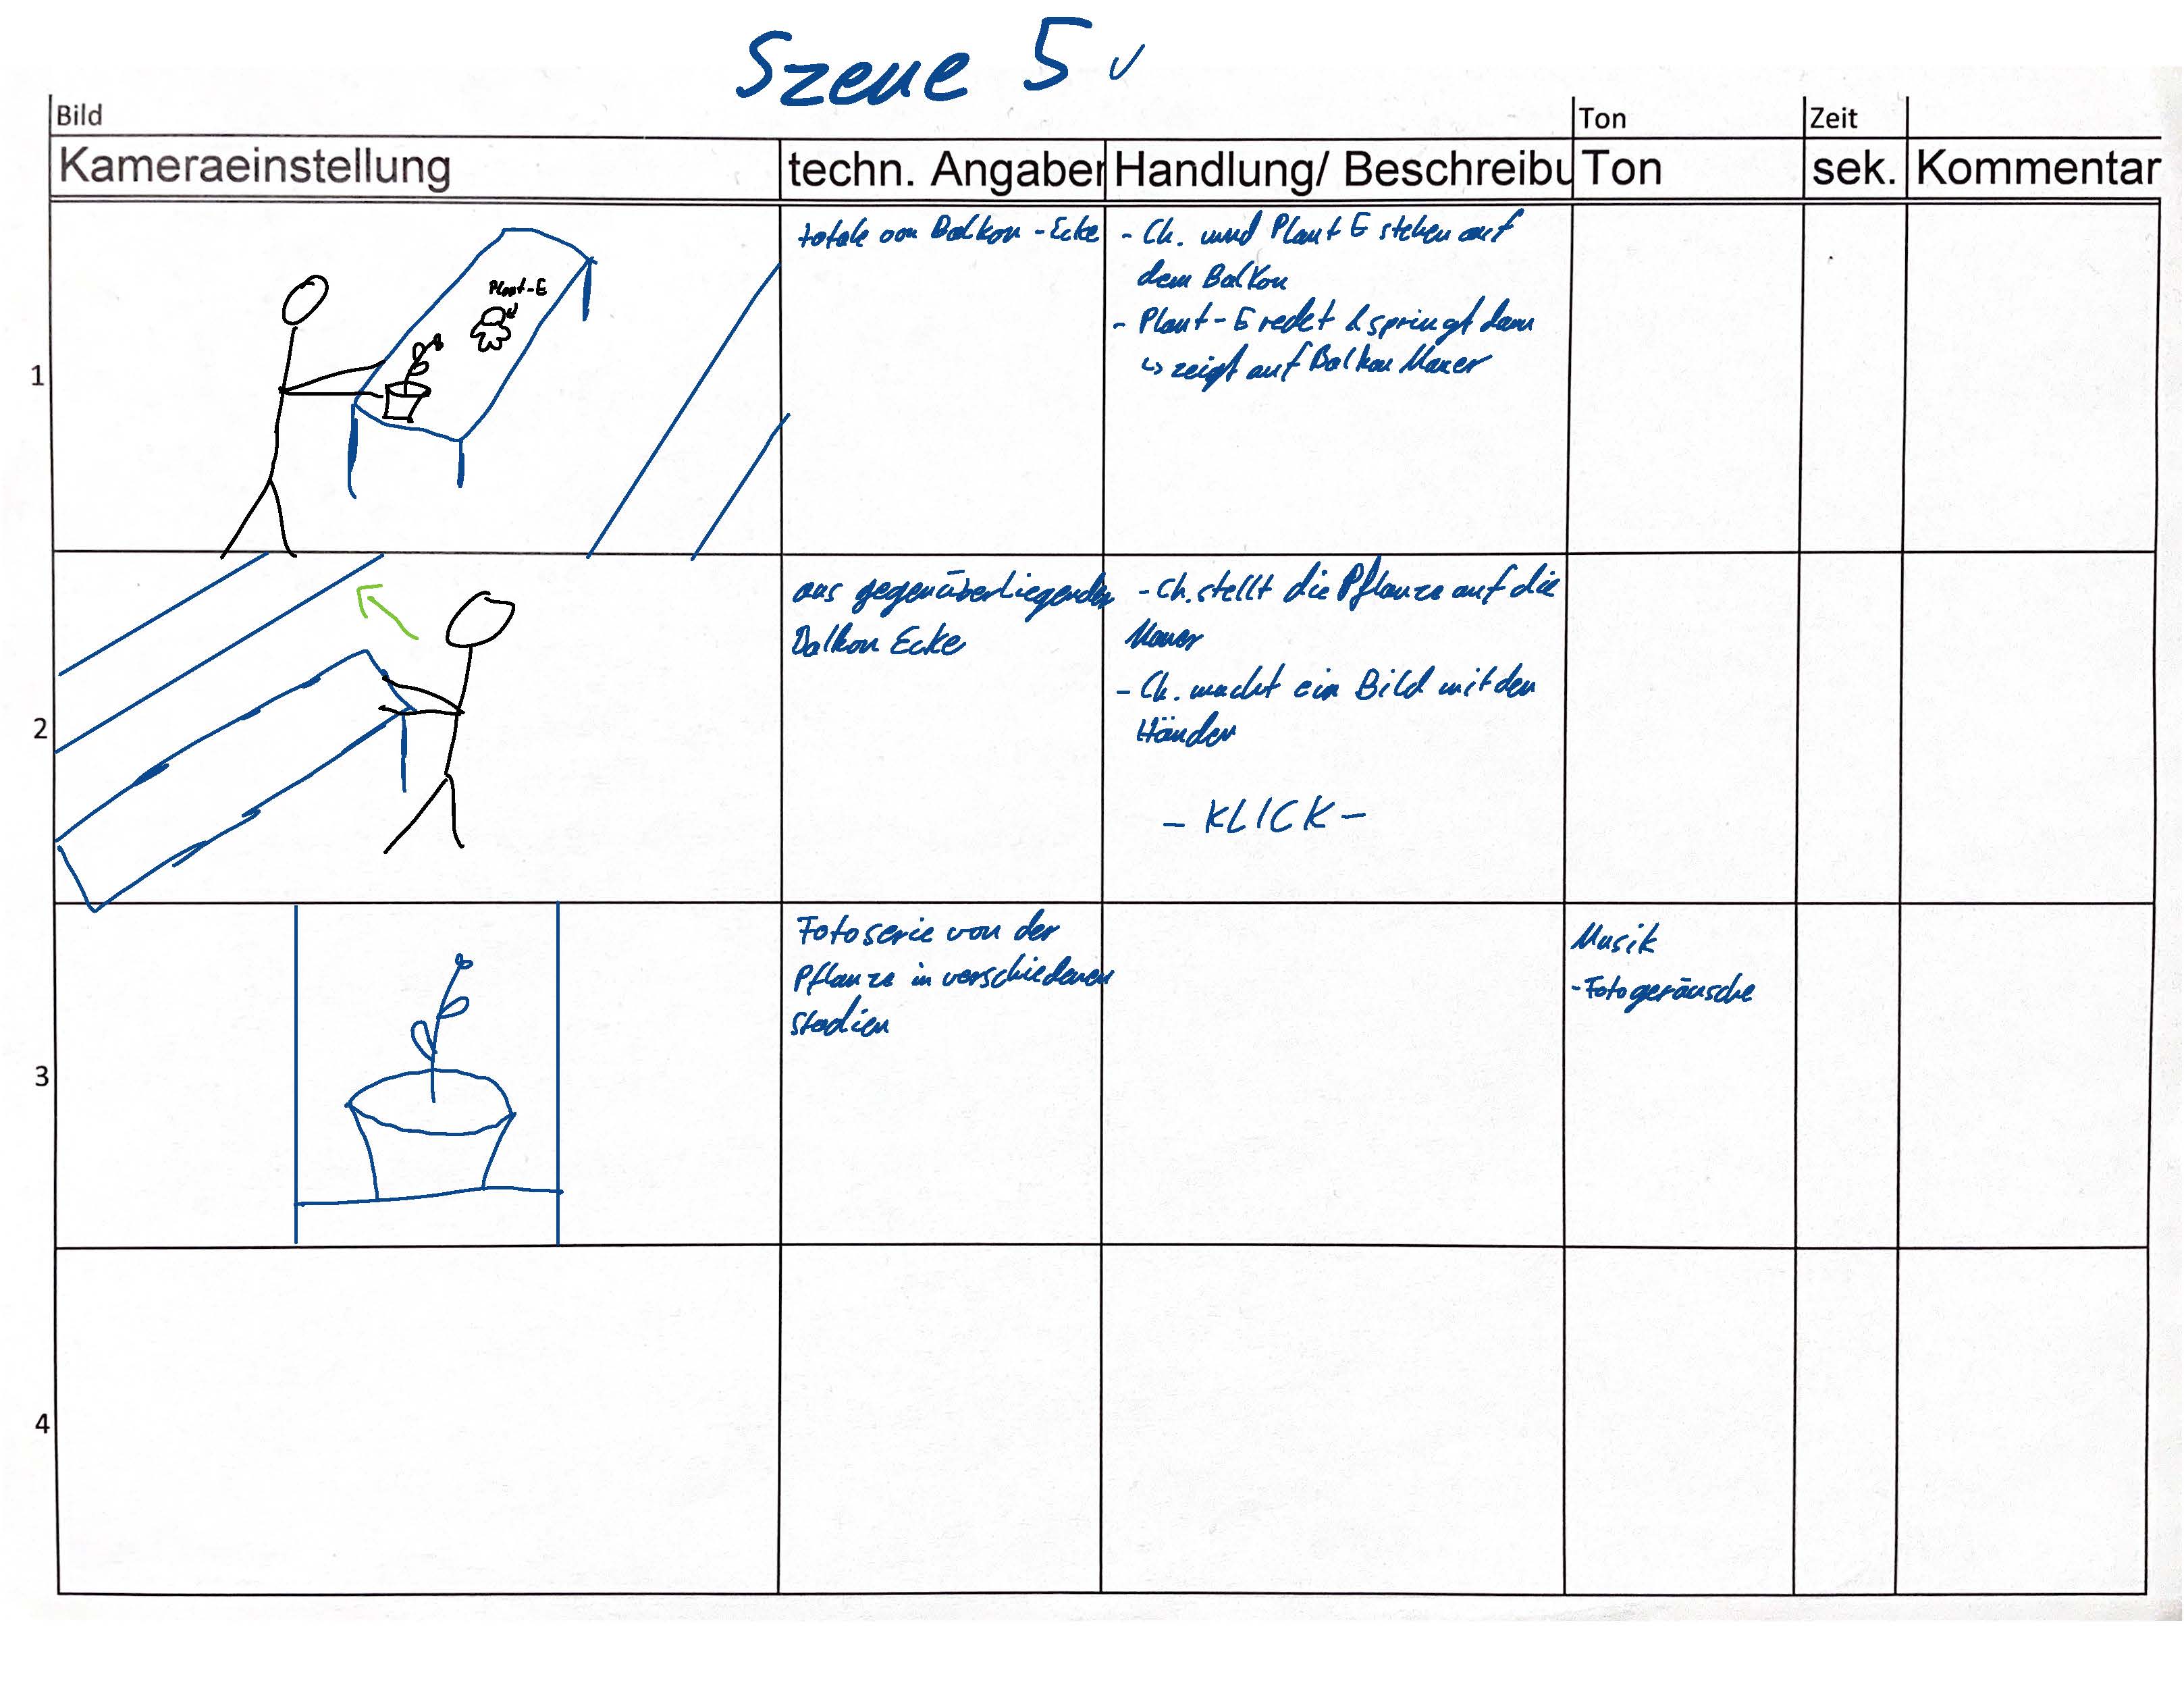 Szene 5 ✓
Bild Ton Zeit
Kameraeinstellung techn. Angaben Handlung/ Beschreibu Ton sek. Kommentar
1
Plant-E
totale von Balkon-Ecke
- Ch. und Plant E stehen auf
dem Balkon
- Plant-E redet & springt dann
↳ zeigt auf Balkon Mauer
2
aus gegenüberliegender
Balkon Ecke
- Ch. stellt die Pflanze auf die
Mauer
- Ch. macht ein Bild mit den
Händen
- KLICK -
3
Fotoserie von der
Pflanze in verschiedenen
Stadien
Musik
- Fotogeräusche
4